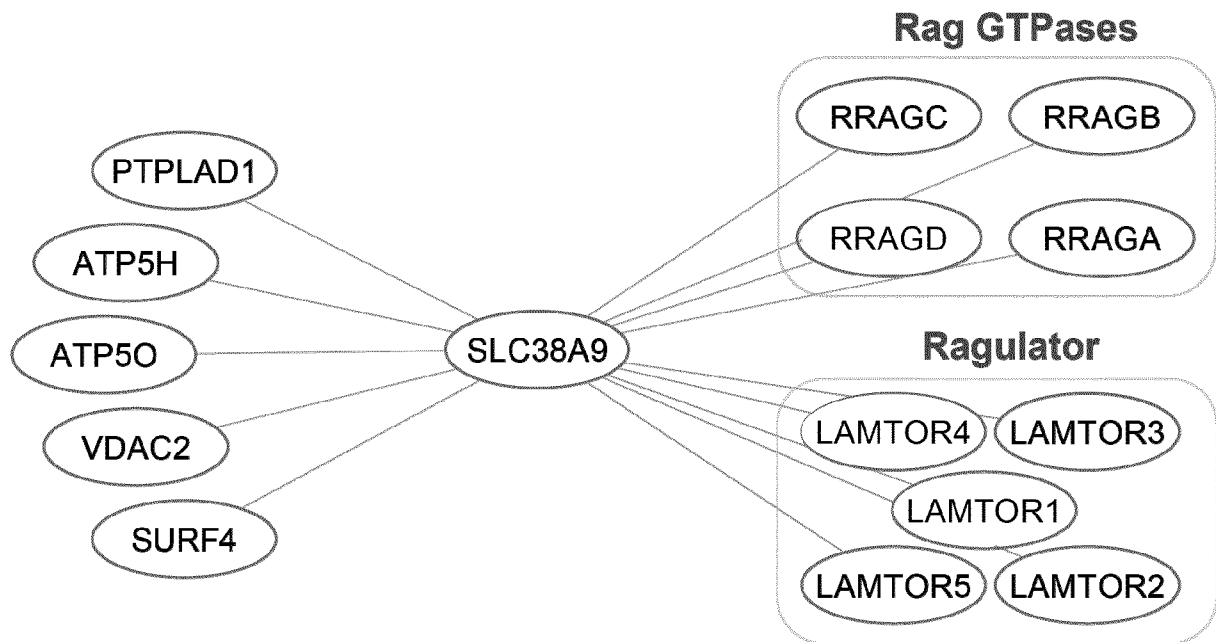 Rag GTPases
RRAGC
RRAGB
PTPLAD1
RRAGD
RRAGA
ATP5H
ATP5O
SLC38A9
Ragulator
VDAC2
LAMTOR4
LAMTOR3
LAMTOR1
SURF4
LAMTOR5
LAMTOR2